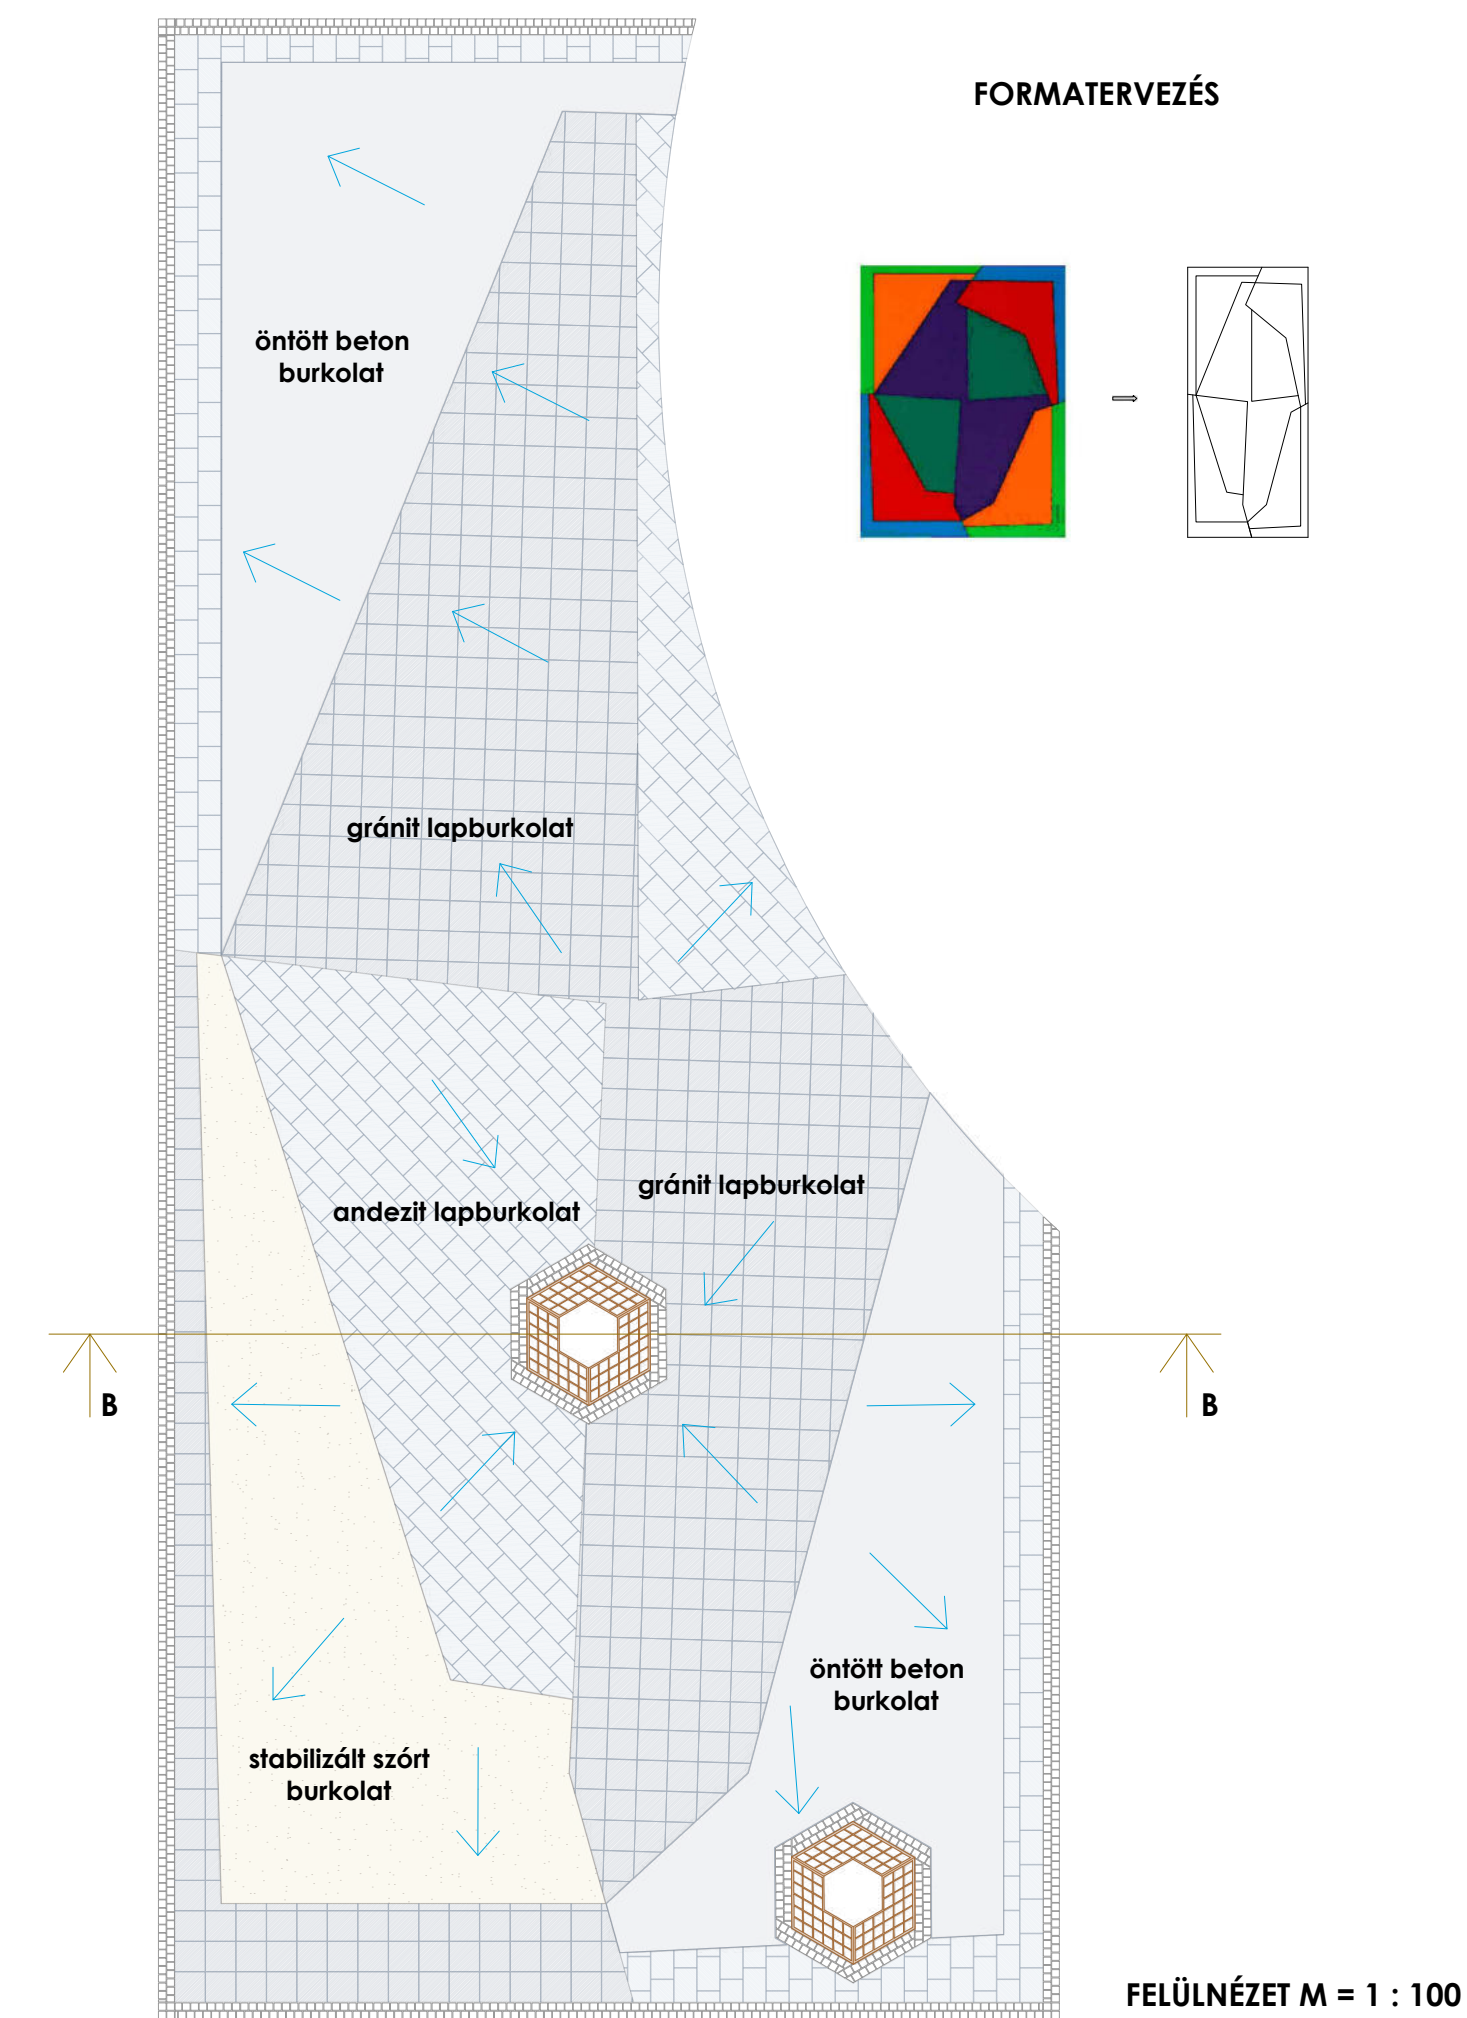 FORMATERVEZÉS
öntött beton
burkolat
gránit lapburkolat
gránit lapburkolat
andezit lapburkolat
B
B
öntött beton
burkolat
stabilizált szórt
burkolat
FELÜLNÉZET M = 1 : 100